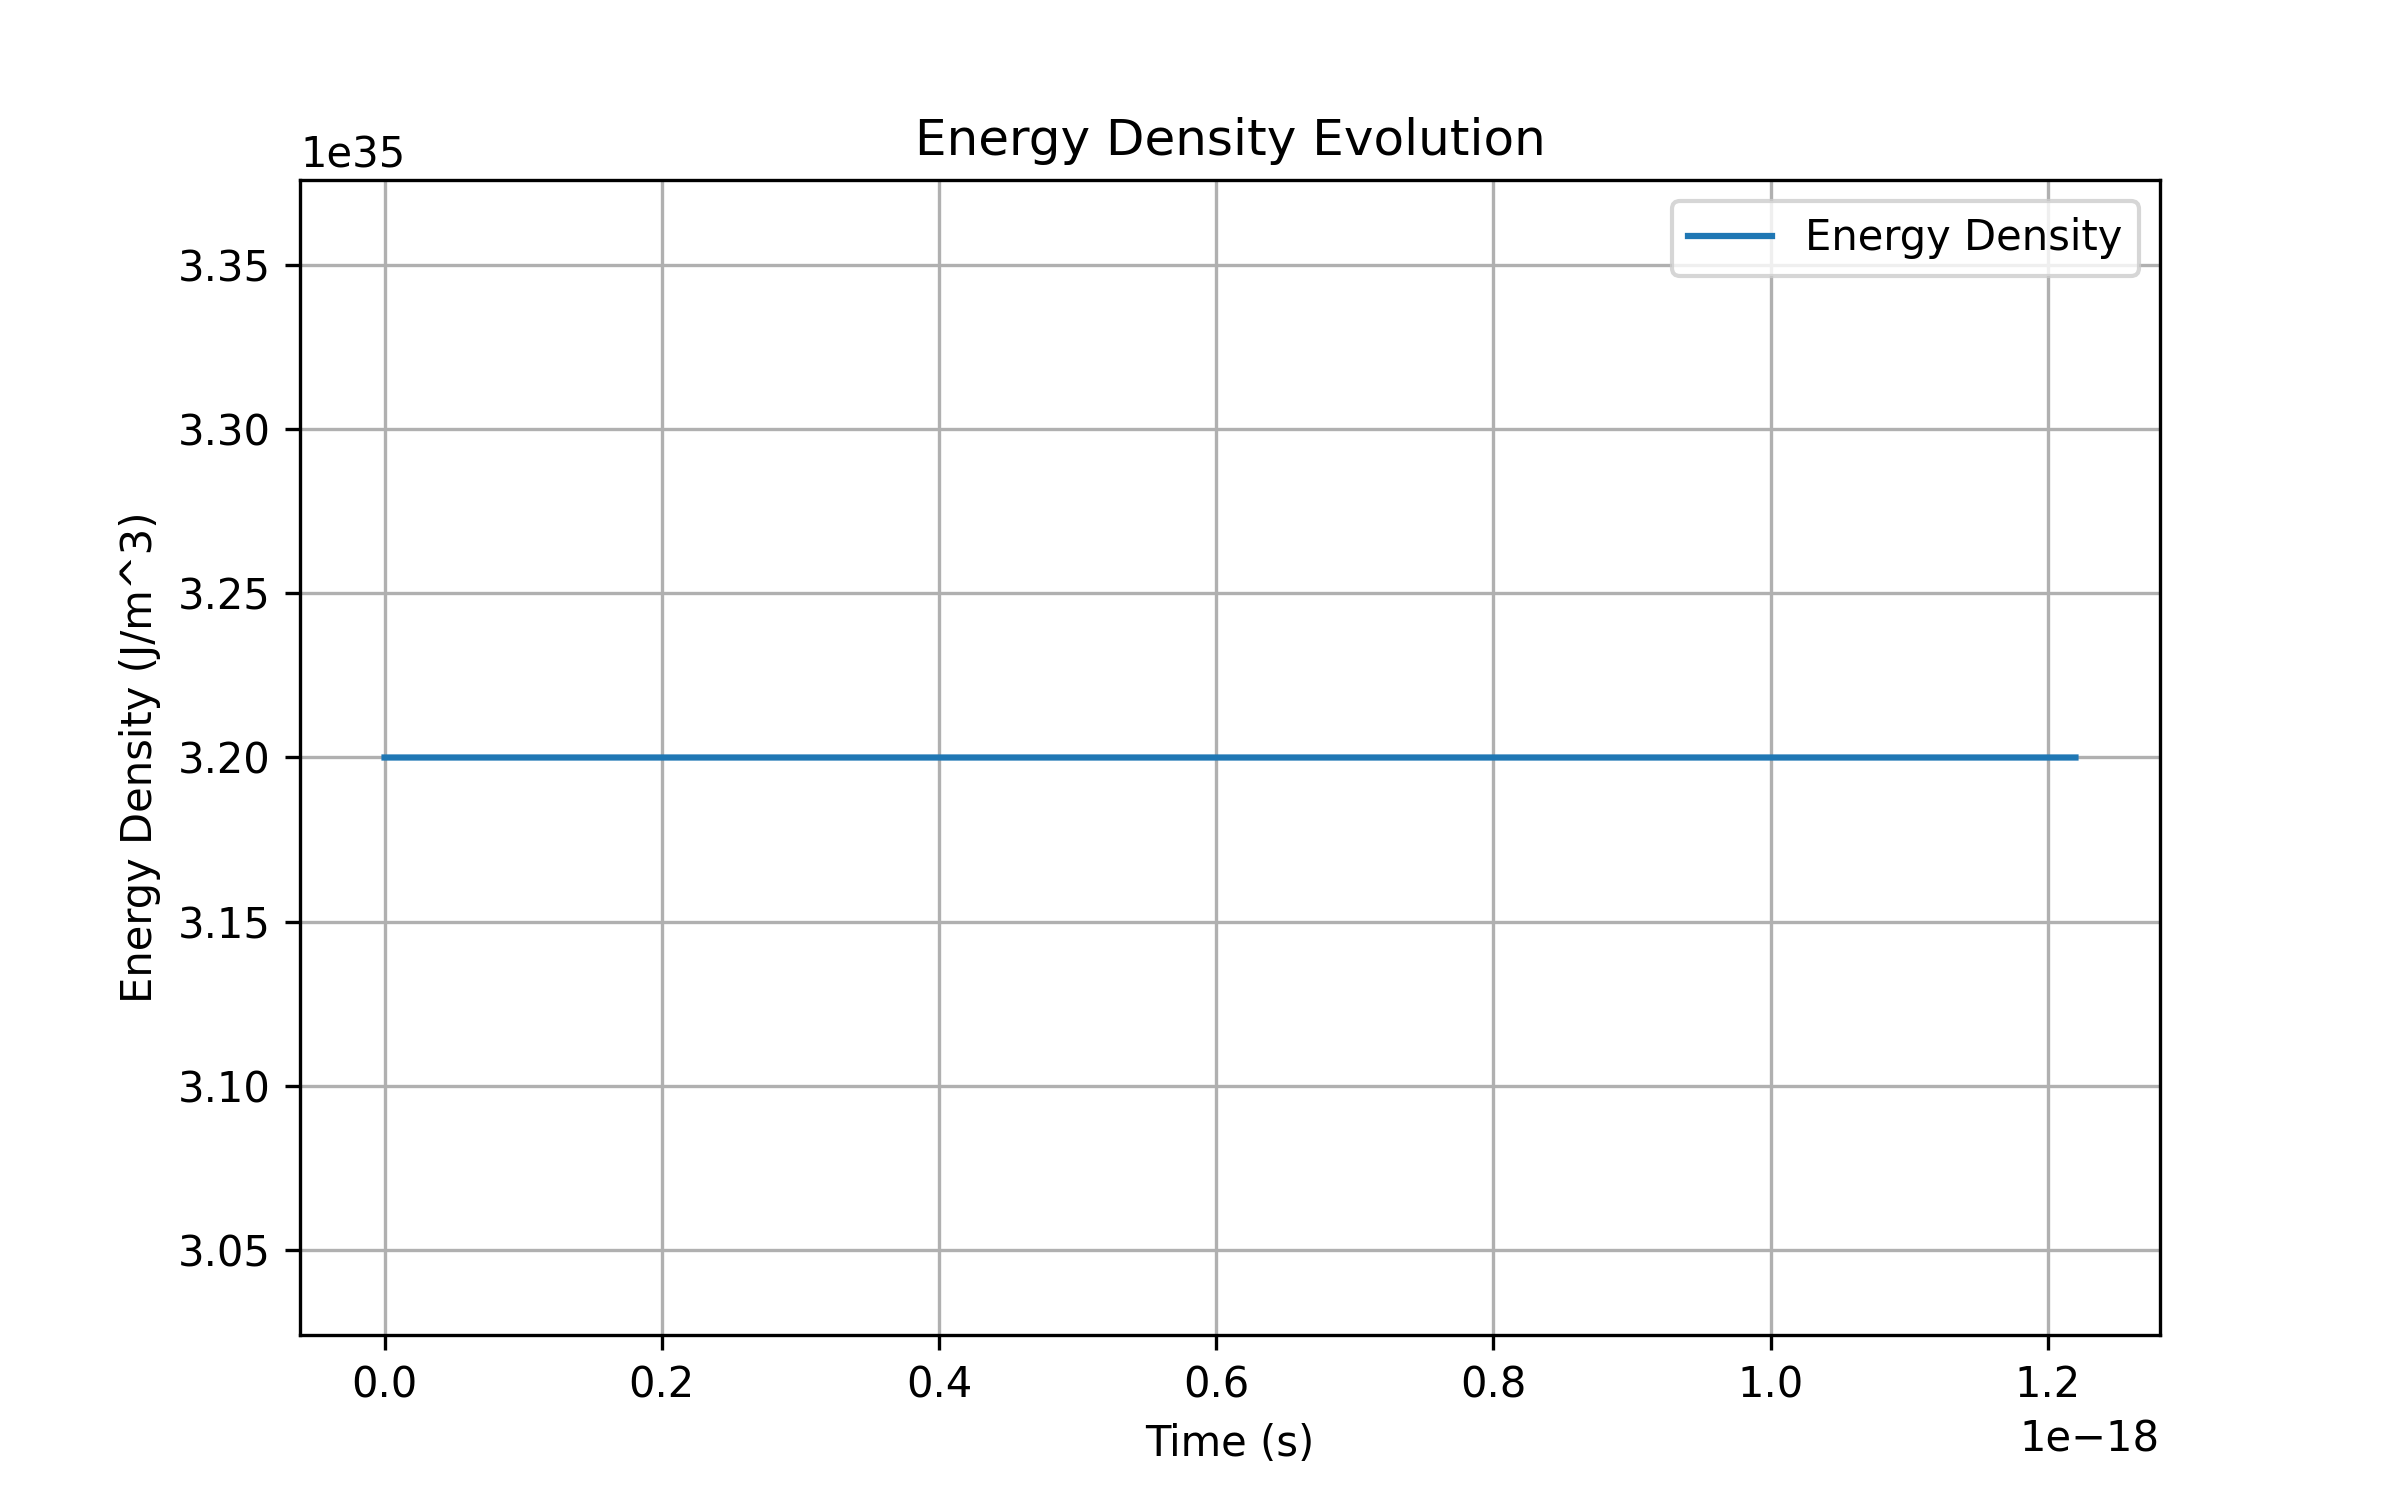 Energy Density Evolution
1e35
Energy Density
3.35
3.30
3.25
3.20
3.15
3.10
3.05
Energy Density (J/m^3)
0.0 0.2 0.4 0.6 0.8 1.0 1.2
1e−18
Time (s)